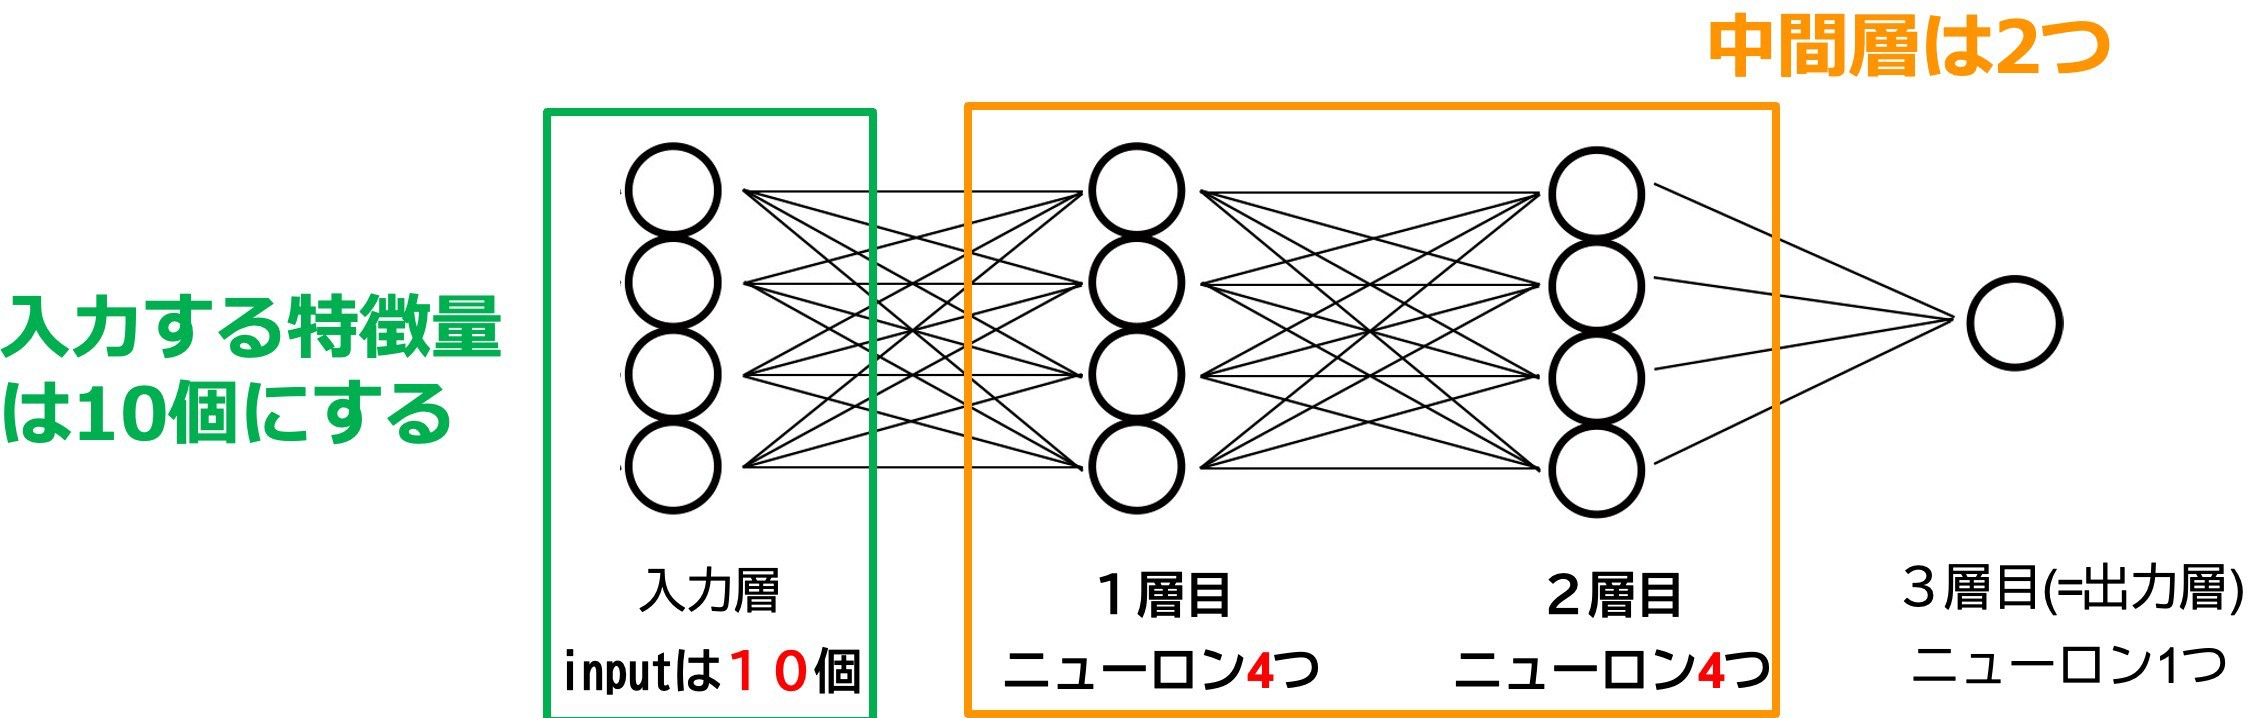 中間層は2つ
入力する特徴量
は10個にする
入力層
inputは１０個
１層目
ニューロン4つ
２層目
ニューロン4つ
３層目(=出力層)
ニューロン1つ